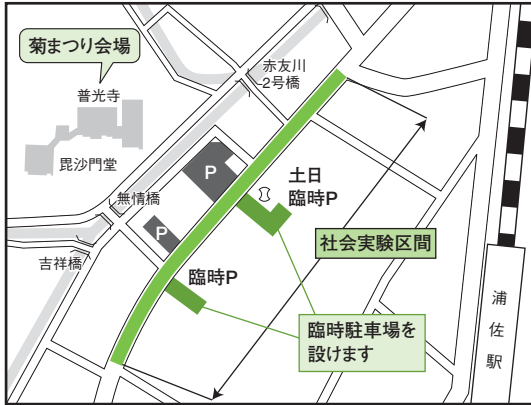 菊まつり会場
普光寺
毘沙門堂
赤友川
2号橋
P
土日
臨時P
無情橋
P
社会実験区間
吉祥橋
臨時P
臨時駐車場を
設けます
浦佐駅